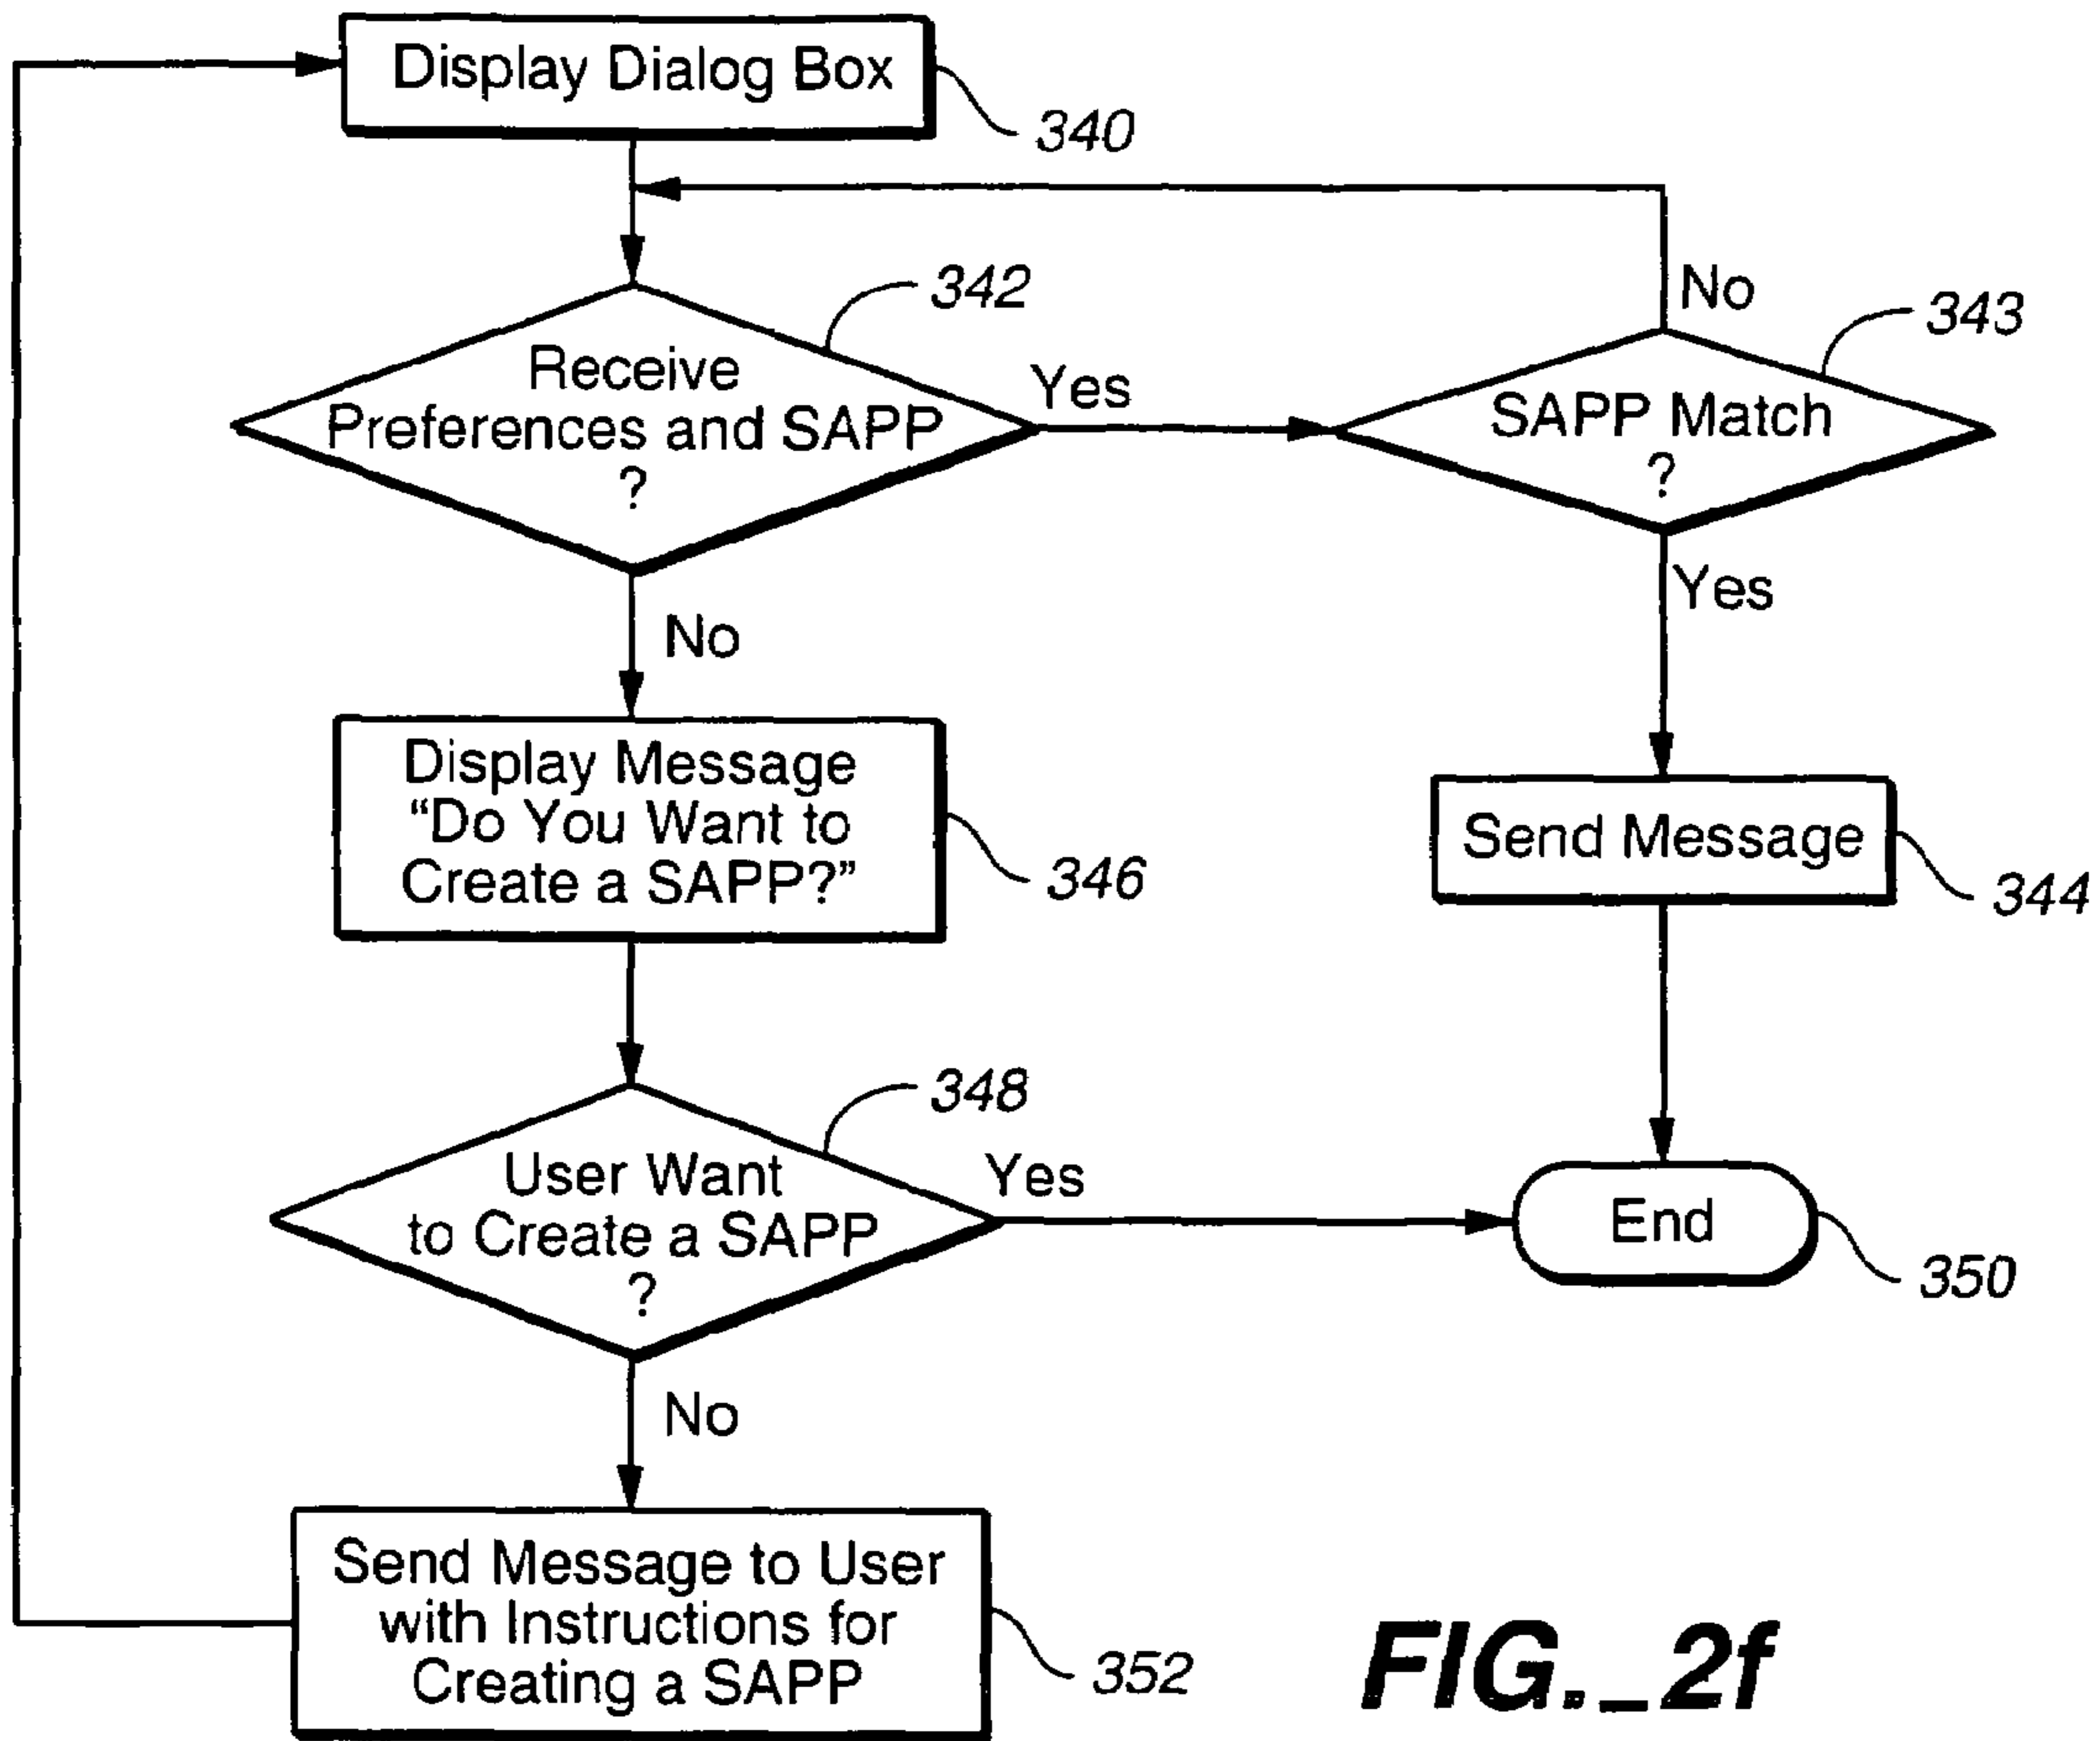 Display Dialog Box
340
342
No
343
Receive
Preferences and SAPP
?
Yes
SAPP Match
?
No
Yes
Display Message
“Do You Want to
Create a SAPP?”
346
Send Message
344
348
User Want
to Create a SAPP
?
Yes
End
350
No
Send Message to User
with Instructions for
Creating a SAPP
352
FIG._2f